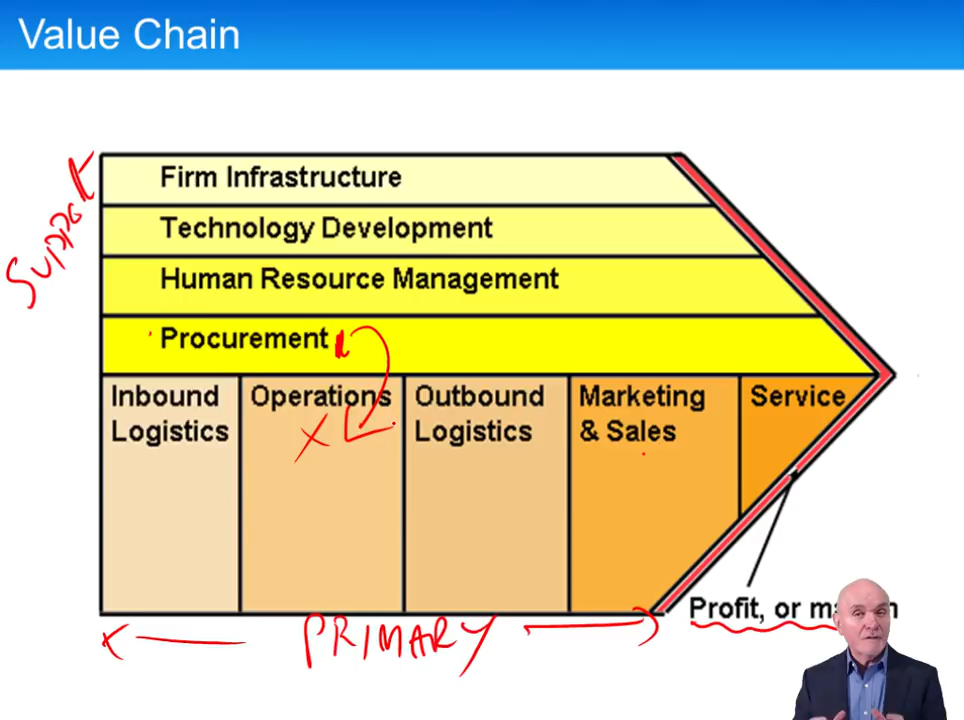 Value Chain
Support
Firm Infrastructure
Technology Development
Human Resource Management
Procurement
Inbound
Logistics
Operations
Outbound
Logistics
Marketing
& Sales
Service
Profit, or
PRIMARY